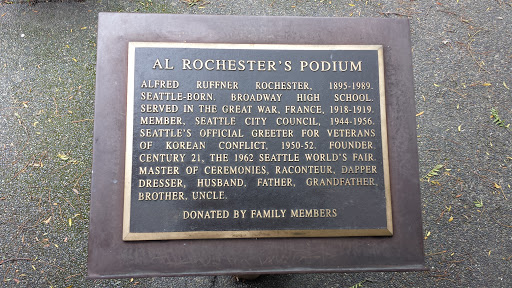 AL ROCHESTER'S PODIUM
ALFRED RUFFNER ROCHESTER, 1895-1989.
SEATTLE-BORN. BROADWAY HIGH SCHOOL.
SERVED IN THE GREAT WAR, FRANCE, 1918-1919.
MEMBER, SEATTLE CITY COUNCIL, 1944-1956.
SEATTLE'S OFFICIAL GREETER FOR VETERANS
OF KOREAN CONFLICT, 1950-52. FOUNDER,
CENTURY 21, THE 1962 SEATTLE WORLD'S FAIR.
MASTER OF CEREMONIES, RACONTEUR, DAPPER
DRESSER, HUSBAND, FATHER, GRANDFATHER,
BROTHER, UNCLE.
DONATED BY FAMILY MEMBERS